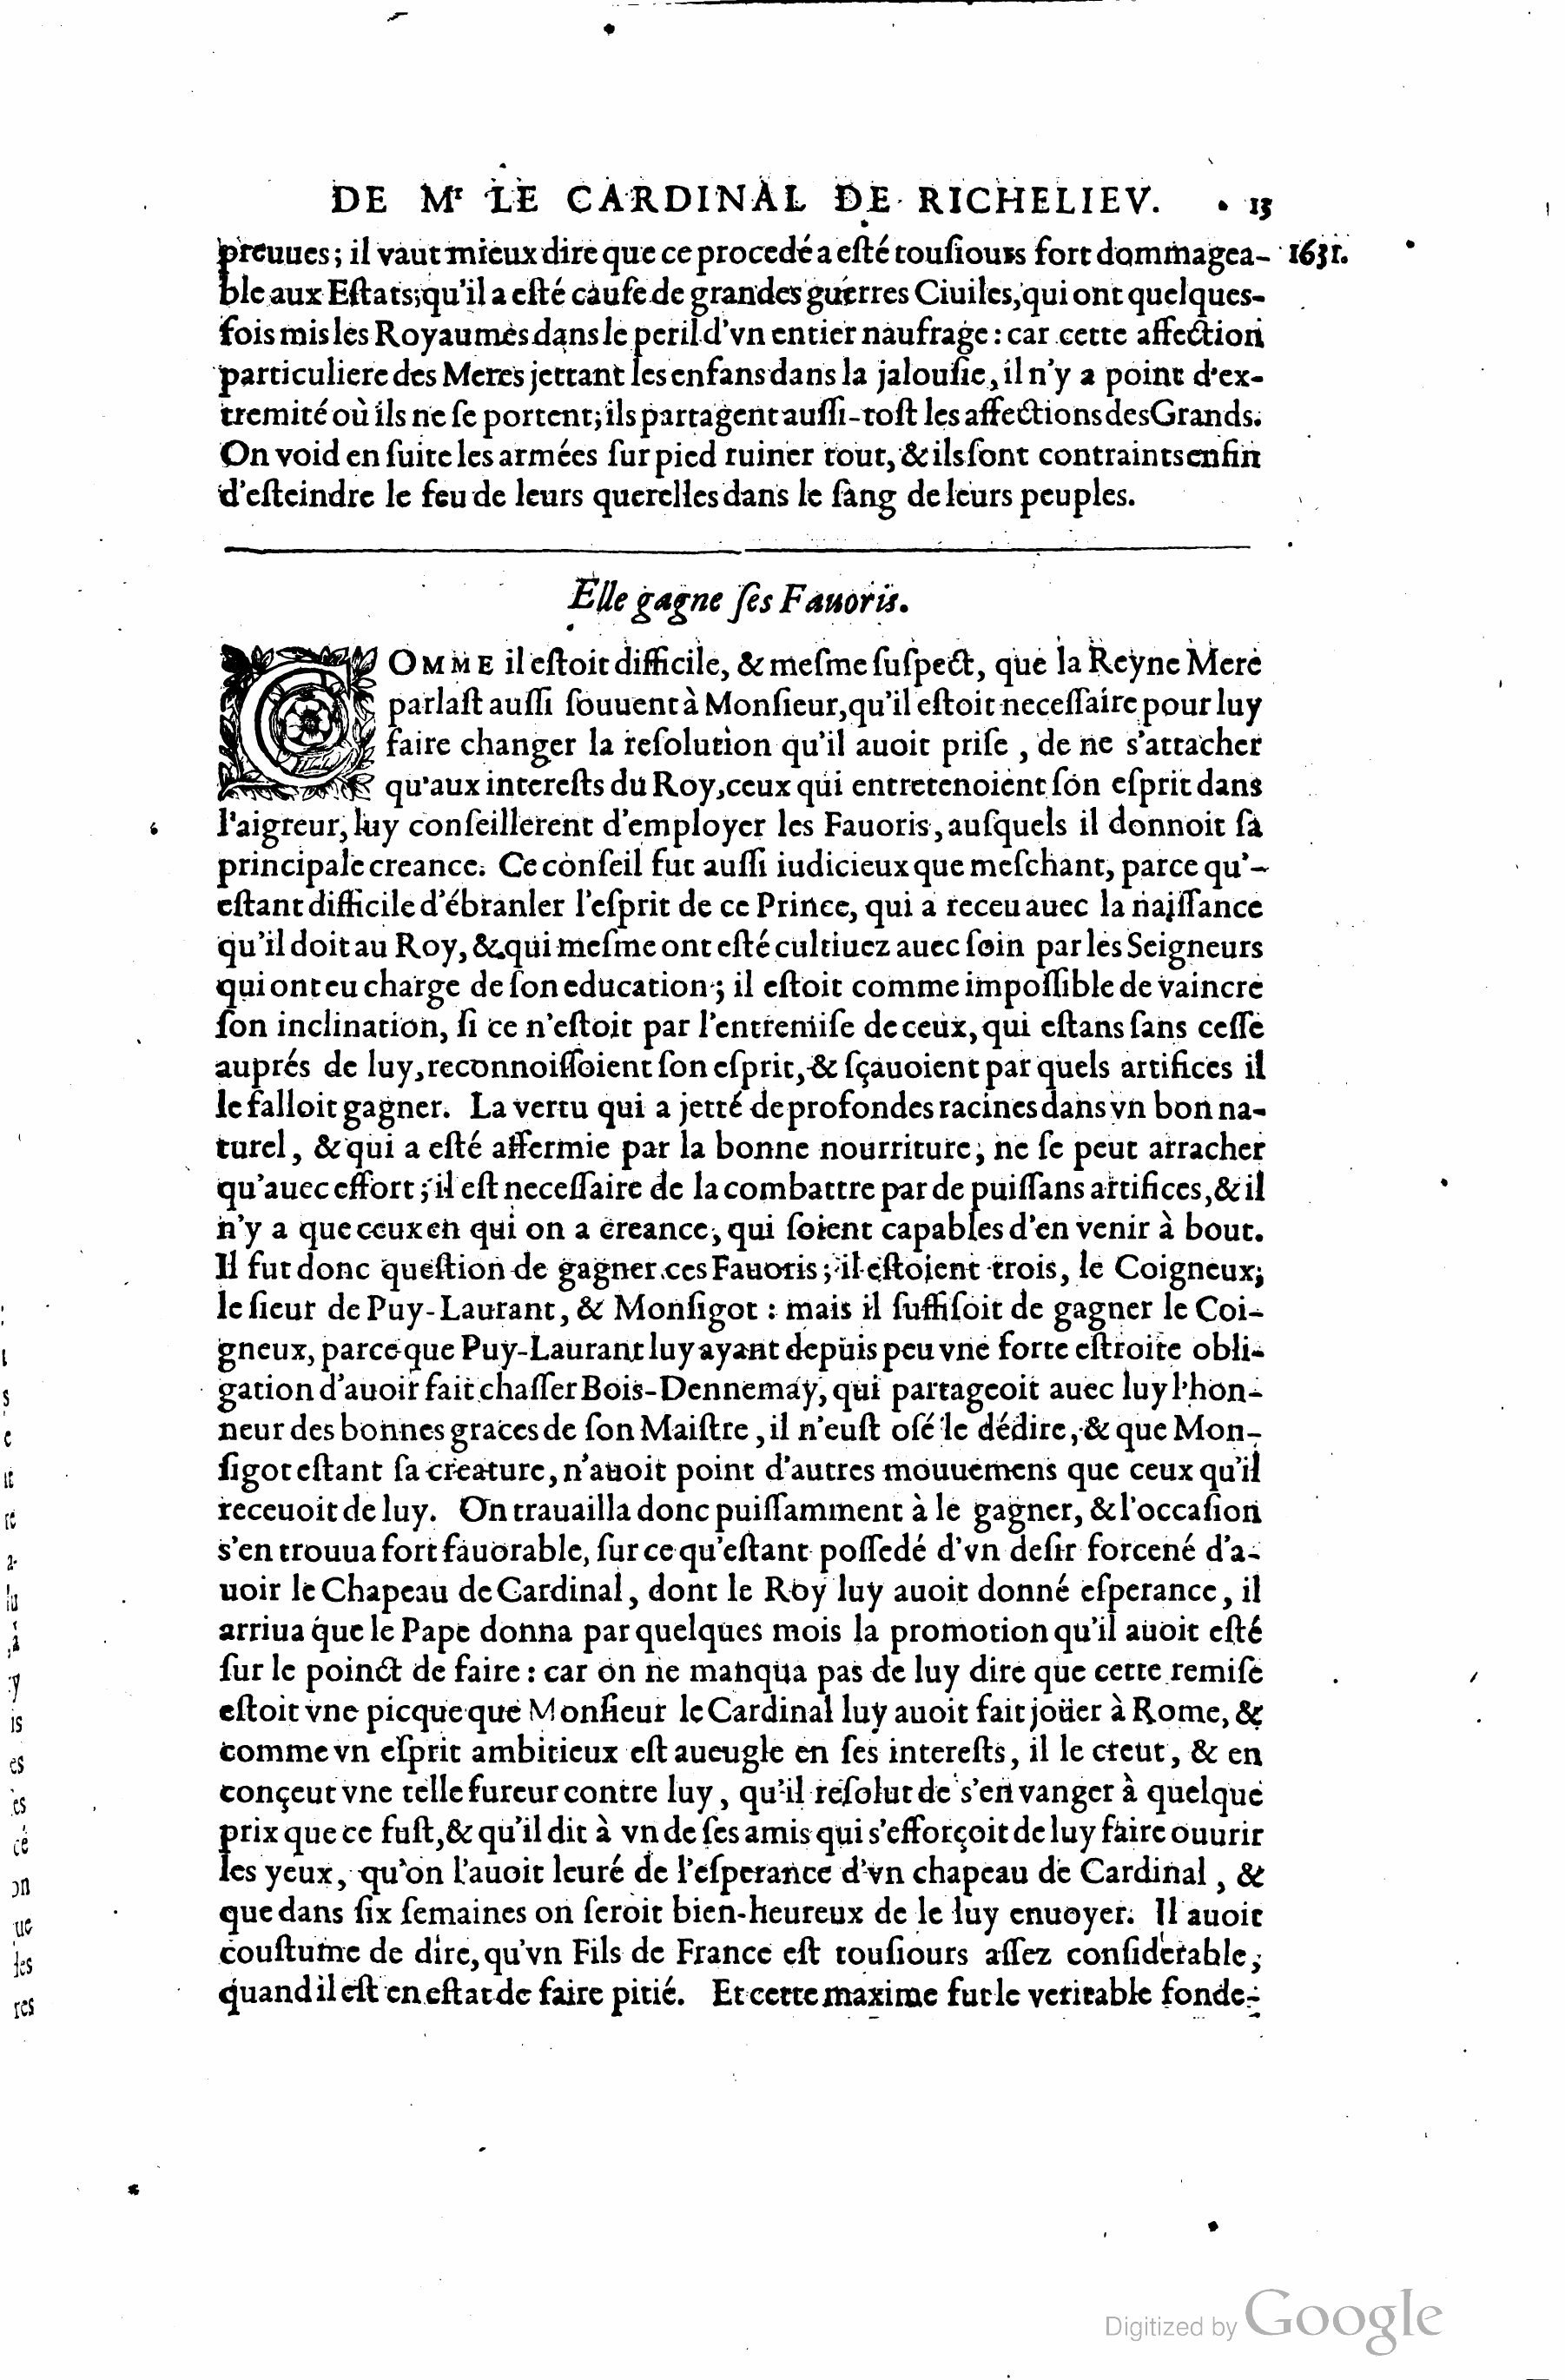 DE Mr LE CARDINAL DE RICHELIEV. 13
preuues; il vaut mieux dire que ce procedé a eſté touſiours fort dommagea- 1631.
ble aux Eſtats; qu'il a eſté cauſe de grandes guerres Ciuiles, qui ont quelques-
fois mis les Royaumes dans le peril d'vn entier naufrage: car cette affection
particuliere des Meres jettant les enfans dans la jalouſie, il n'y a point d'ex-
tremité où ils ne ſe portent; ils partagent auſſi-toſt les affections des Grands.
On void en ſuite les armées ſur pied ruiner tout, & ils ſont contraints enfin
d'eſteindre le feu de leurs querelles dans le ſang de leurs peuples.
Elle gagne ſes Fauoris.
COMME il eſtoit difficile, & meſme ſuſpect, que la Reyne Mere
parlaſt auſſi ſouuent à Monſieur, qu'il eſtoit neceſſaire pour luy
faire changer la reſolution qu'il auoit priſe, de ne s'attacher
qu'aux intereſts du Roy, ceux qui entretenoient ſon eſprit dans
l'aigreur, luy conſeillerent d'employer les Fauoris, auſquels il donnoit ſa
principale creance. Ce conſeil fut auſſi iudicieux que meſchant, parce qu'-
eſtant difficile d'ébranler l'eſprit de ce Prince, qui a receu auec la naiſſance
qu'il doit au Roy, & qui meſme ont eſté cultiuez auec ſoin par les Seigneurs
qui ont eu charge de ſon education; il eſtoit comme impoſſible de vaincre
ſon inclination, ſi ce n'eſtoit par l'entremiſe de ceux, qui eſtans ſans ceſſe
auprés de luy, reconnoiſſoient ſon eſprit, & ſçauoient par quels artifices il
le falloit gagner. La vertu qui a jetté de profondes racines dans vn bon na-
turel, & qui a eſté affermie par la bonne nourriture, ne ſe peut arracher
qu'auec effort; il eſt neceſſaire de la combattre par de puiſſans artifices, & il
n'y a que ceux en qui on a creance, qui ſoient capables d'en venir à bout.
Il fut donc queſtion de gagner ces Fauoris; il eſtoient trois, le Coigneux;
le ſieur de Puy-Laurant, & Monſigot: mais il ſuffiſoit de gagner le Coi-
gneux, parce que Puy-Laurant luy ayant depuis peu vne forte eſtroite obli-
gation d'auoir fait chaſſer Bois-Dennemay, qui partageoit auec luy l'hon-
neur des bonnes graces de ſon Maiſtre, il n'euſt oſé le dédire, & que Mon-
ſigot eſtant ſa creature, n'auoit point d'autres mouuemens que ceux qu'il
receuoit de luy. On trauailla donc puiſſamment à le gagner, & l'occaſion
s'en trouua fort fauorable, ſur ce qu'eſtant poſſedé d'vn deſir forcené d'a-
uoir le Chapeau de Cardinal, dont le Roy luy auoit donné eſperance, il
arriua que le Pape donna par quelques mois la promotion qu'il auoit eſté
ſur le poinct de faire: car on ne manqua pas de luy dire que cette remiſe
eſtoit vne picque que Monſieur le Cardinal luy auoit fait joüer à Rome, &
comme vn eſprit ambitieux eſt aueugle en ſes intereſts, il le creut, & en
conçeut vne telle fureur contre luy, qu'il reſolut de s'en vanger à quelque
prix que ce fuſt, & qu'il dit à vn de ſes amis qui s'efforçoit de luy faire ouurir
les yeux, qu'on l'auoit leuré de l'eſperance d'vn chapeau de Cardinal, &
que dans ſix ſemaines on ſeroit bien-heureux de le luy enuoyer. Il auoit
couſtume de dire, qu'vn Fils de France eſt touſiours aſſez conſiderable,
quand il eſt en eſtat de faire pitié. Et cette maxime fut le veritable fonde-
Digitized by Google